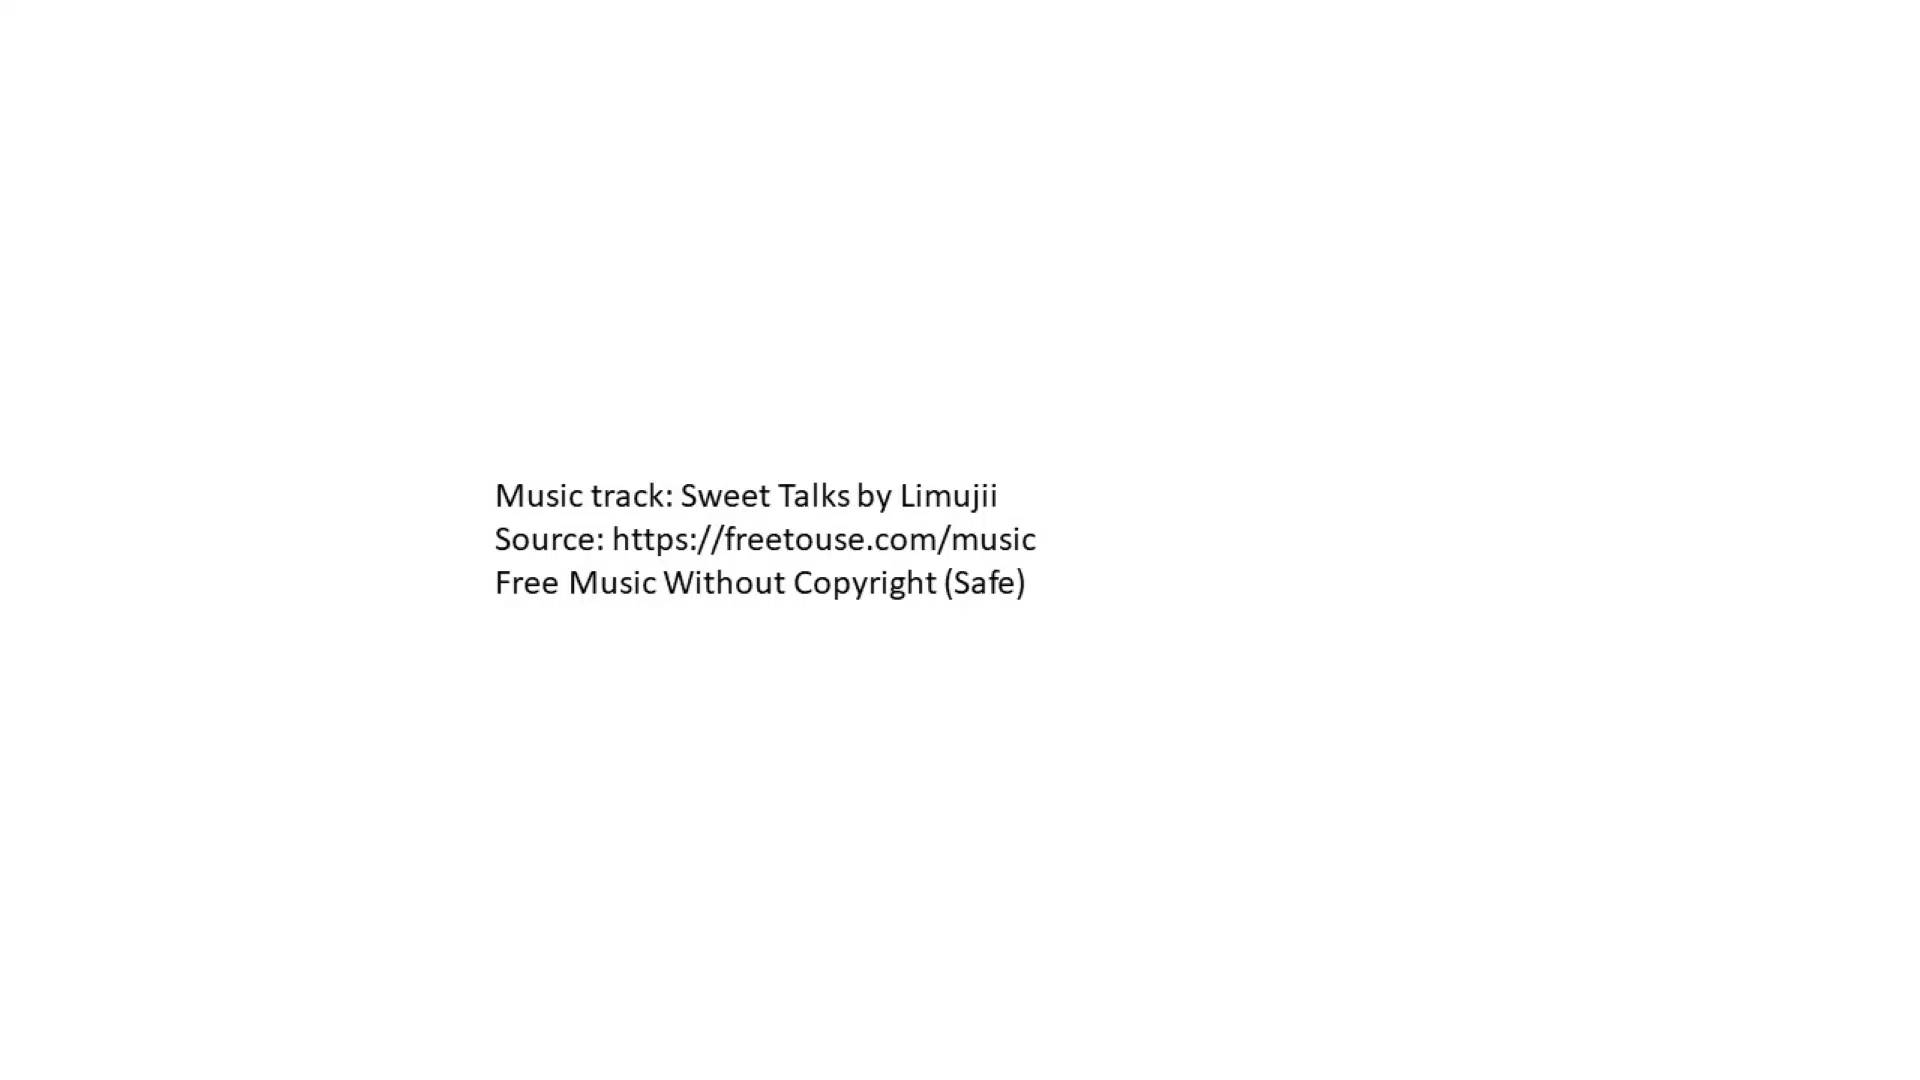 Music track: Sweet Talks by Limujii
Source: https://freetouse.com/music
Free Music Without Copyright (Safe)